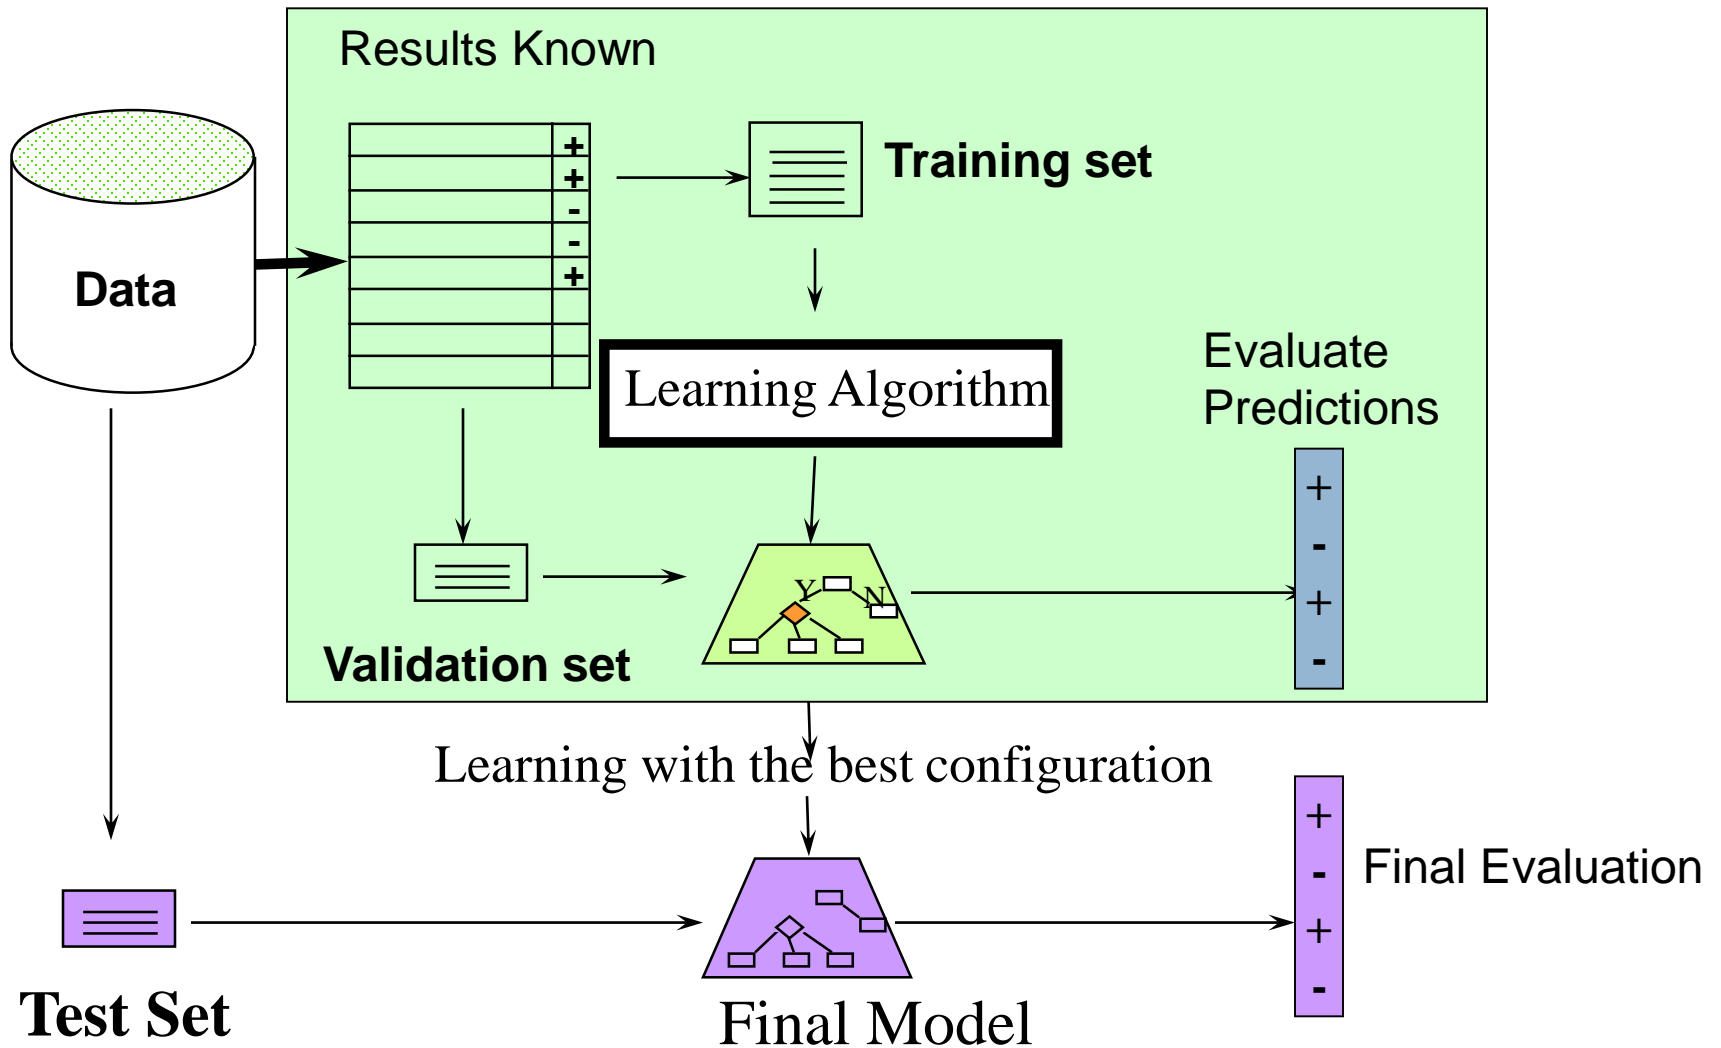 Results Known
+
+
-
-
+
Training set
Data
Learning Algorithm
Evaluate
Predictions
+
-
+
-
Y
N
Validation set
Learning with the best configuration
+
-
+
-
Final Evaluation
Test Set
Final Model